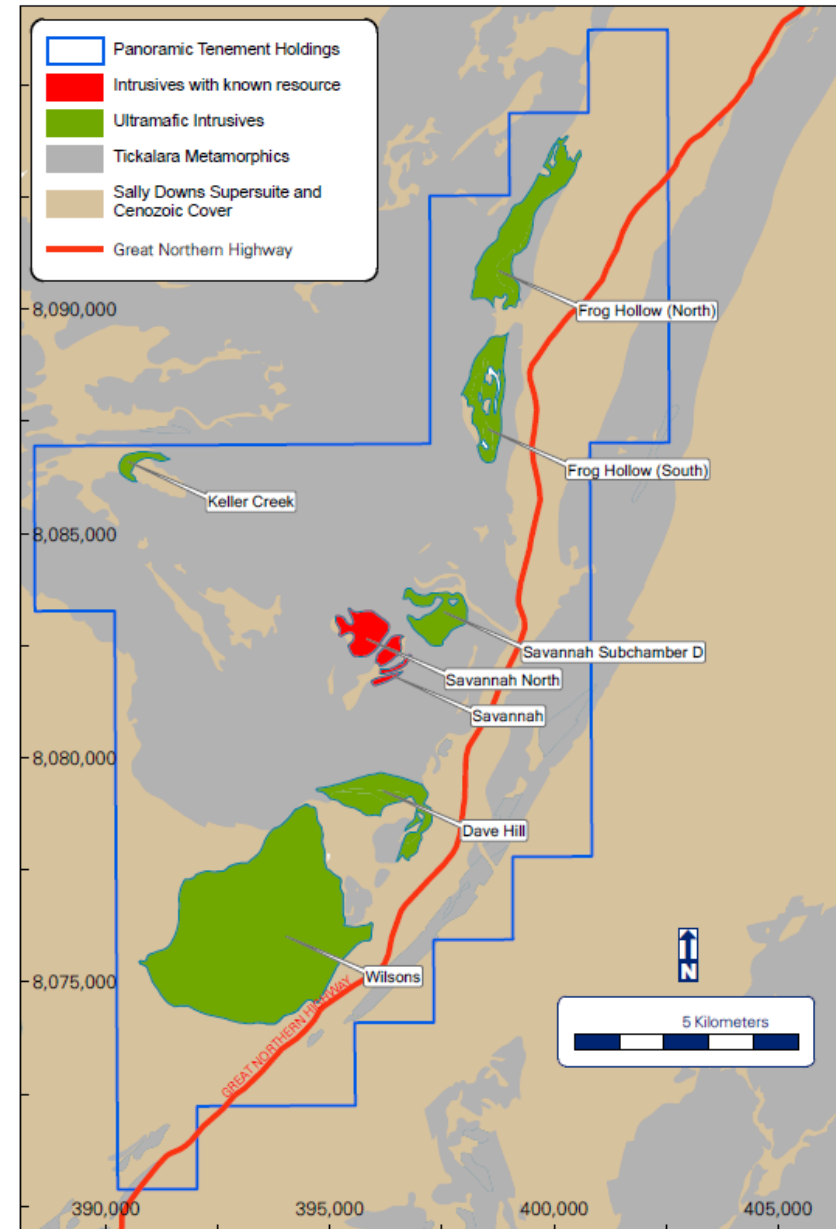 Panoramic Tenement Holdings
Intrusives with known resource
Ultramafic Intrusives
Tickalara Metamorphics
Sally Downs Supersuite and
Cenozoic Cover
Great Northern Highway
8,090,000
Frog Hollow (North)
Frog Hollow (South)
Keller Creek
8,085,000
Savannah Subchamber D
Savannah North
Savannah
8,080,000
Dave Hill
8,075,000
Wilsons
N
GREAT NORTHERN HIGHWAY
5 Kilometers
390,000
395,000
400,000
405,000